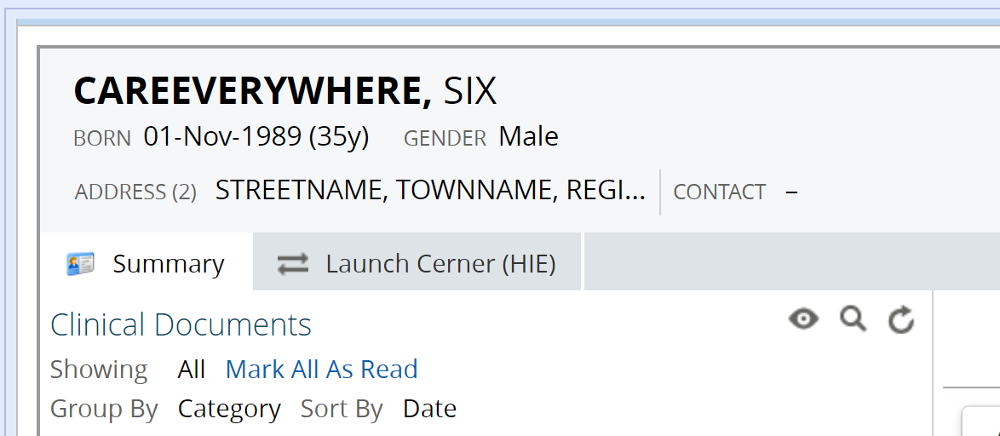 CAREEVERYWHERE, SIX
BORN 01-Nov-1989 (35y) GENDER Male
ADDRESS (2) STREETNAME, TOWNNAME, REGI... CONTACT –
Summary Launch Cerner (HIE)
Clinical Documents
Showing All Mark All As Read
Group By Category Sort By Date